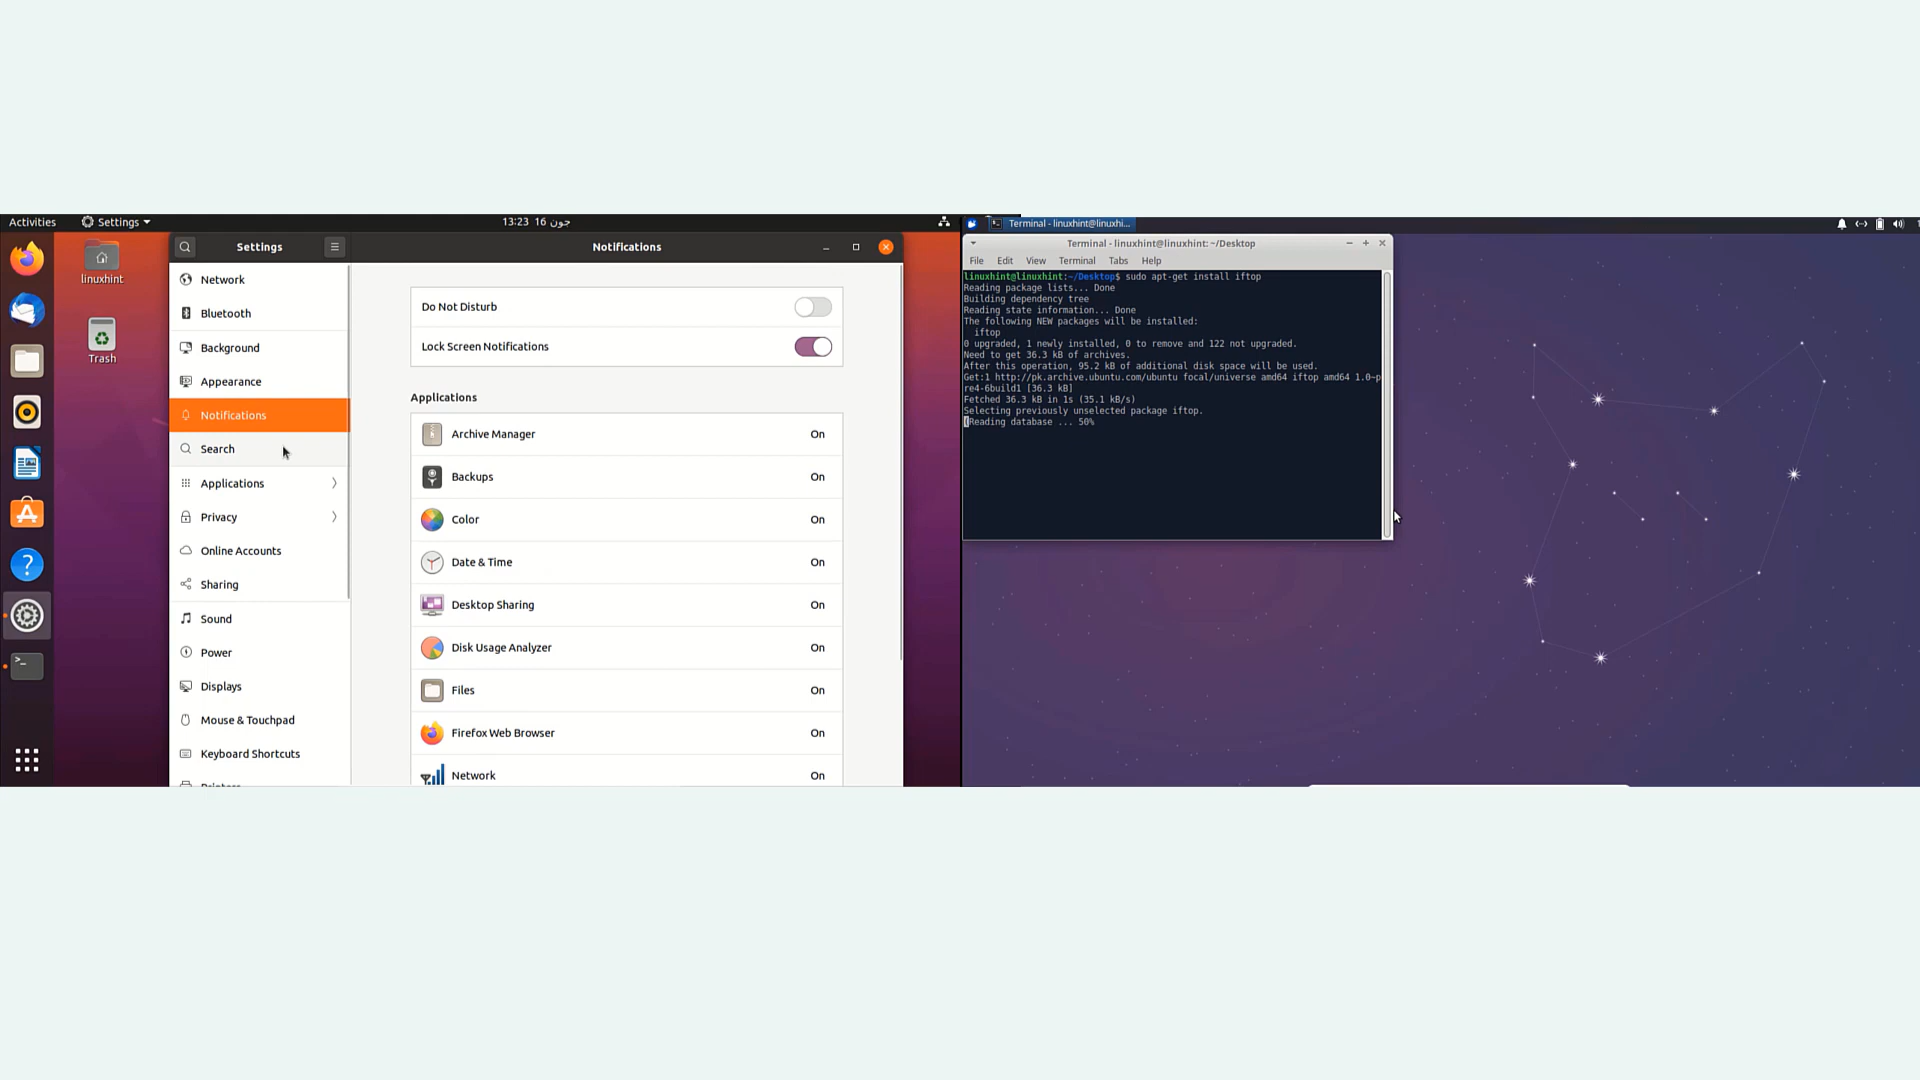 Activities
Settings
13:23 16 جون
linuxhint
Trash
Settings
Network
Bluetooth
Background
Appearance
Notifications
Search
Applications
Privacy
Online Accounts
Sharing
Sound
Power
Displays
Mouse & Touchpad
Keyboard Shortcuts
Notifications
Do Not Disturb
Lock Screen Notifications
Applications
Archive Manager On
Backups On
Color On
Date & Time On
Desktop Sharing On
Disk Usage Analyzer On
Files On
Firefox Web Browser On
Network On
Terminal - linuxhint@linuxhi...
Terminal - linuxhint@linuxhint: ~/Desktop
File Edit View Terminal Tabs Help
linuxhint@linuxhint:~/Desktop$ sudo apt-get install iftop
Reading package lists... Done
Building dependency tree
Reading state information... Done
The following NEW packages will be installed:
iftop
0 upgraded, 1 newly installed, 0 to remove and 122 not upgraded.
Need to get 36.3 kB of archives.
After this operation, 95.2 kB of additional disk space will be used.
Get:1 http://pk.archive.ubuntu.com/ubuntu focal/universe amd64 iftop amd64 1.0~p
re4-6build1 [36.3 kB]
Fetched 36.3 kB in 1s (35.1 kB/s)
Selecting previously unselected package iftop.
(Reading database ... 50%